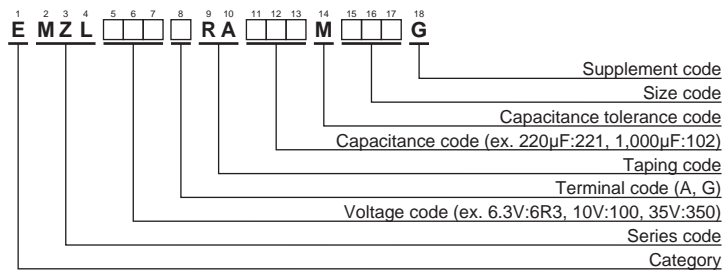 1 2 3 4 5 6 7 8 9 10 11 12 13 14 15 16 17 18
E M Z L □□□ □ R A □□□ M □□□ G
Supplement code
Size code
Capacitance tolerance code
Capacitance code (ex. 220μF:221, 1,000μF:102)
Taping code
Terminal code (A, G)
Voltage code (ex. 6.3V:6R3, 10V:100, 35V:350)
Series code
Category